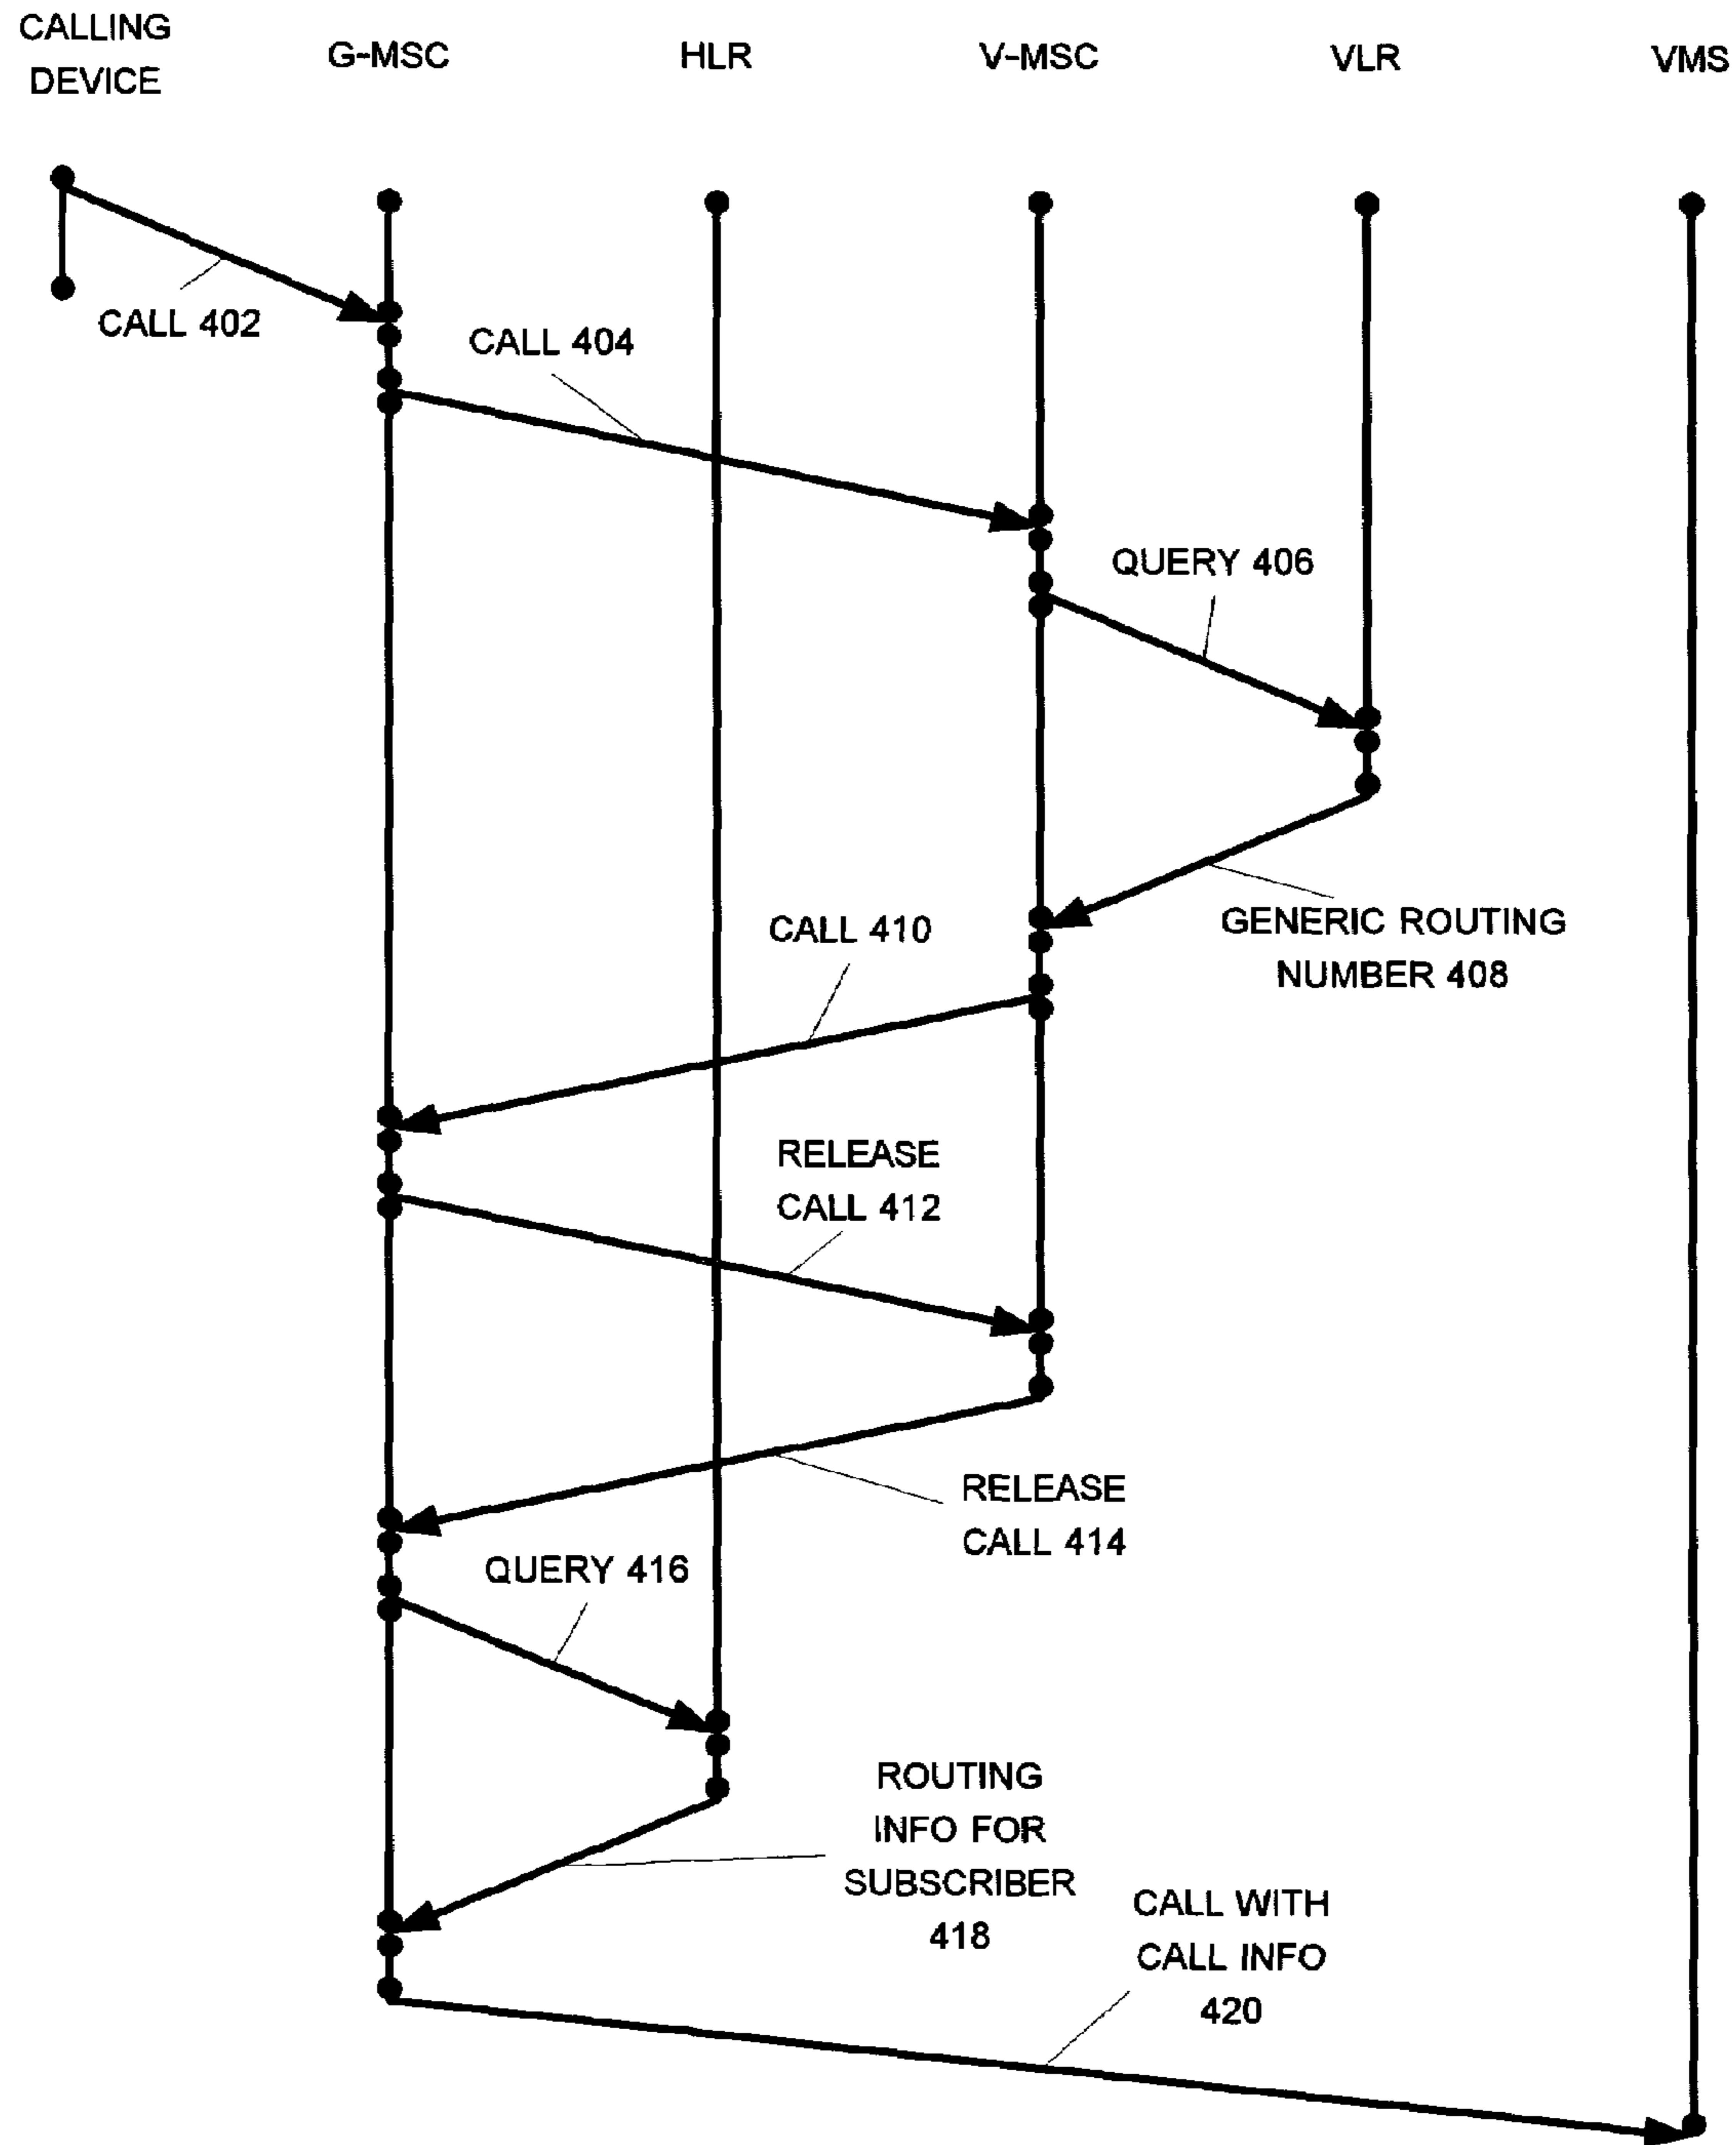 CALLING
DEVICE
G-MSC
HLR
V-MSC
VLR
VMS
CALL 402
CALL 404
QUERY 406
GENERIC ROUTING
NUMBER 408
CALL 410
RELEASE
CALL 412
RELEASE
CALL 414
QUERY 416
ROUTING
INFO FOR
SUBSCRIBER
418
CALL WITH
CALL INFO
420